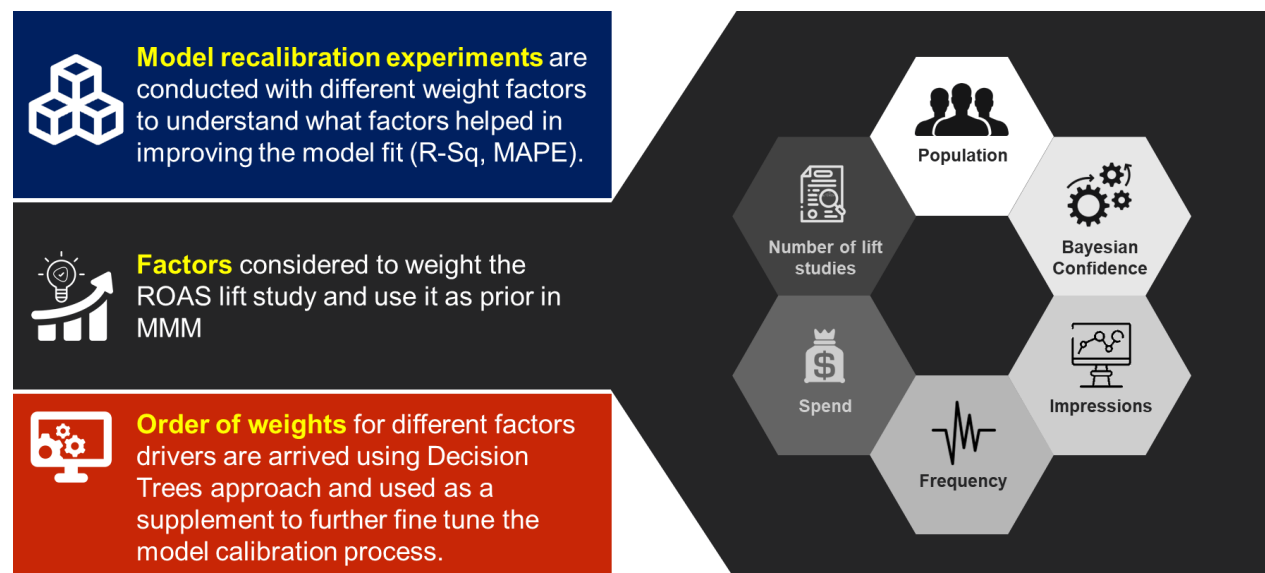 Model recalibration experiments are
conducted with different weight factors
to understand what factors helped in
improving the model fit (R-Sq, MAPE).
Factors considered to weight the
ROAS lift study and use it as prior in
MMM
Order of weights for different factors
drivers are arrived using Decision
Trees approach and used as a
supplement to further fine tune the
model calibration process.
Population
Number of lift
studies
Bayesian
Confidence
$
Spend
Impressions
Frequency